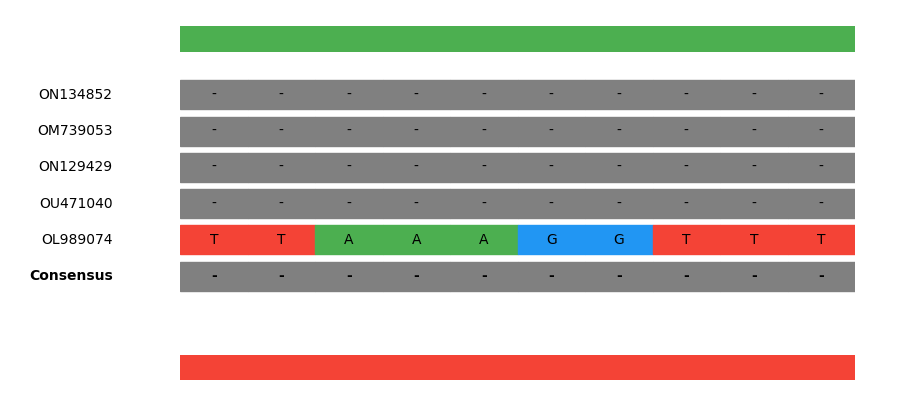 ON134852 - - - - - - - - - -
OM739053 - - - - - - - - - -
ON129429 - - - - - - - - - -
OU471040 - - - - - - - - - -
OL989074 T T A A A G G T T T
Consensus - - - - - - - - - -